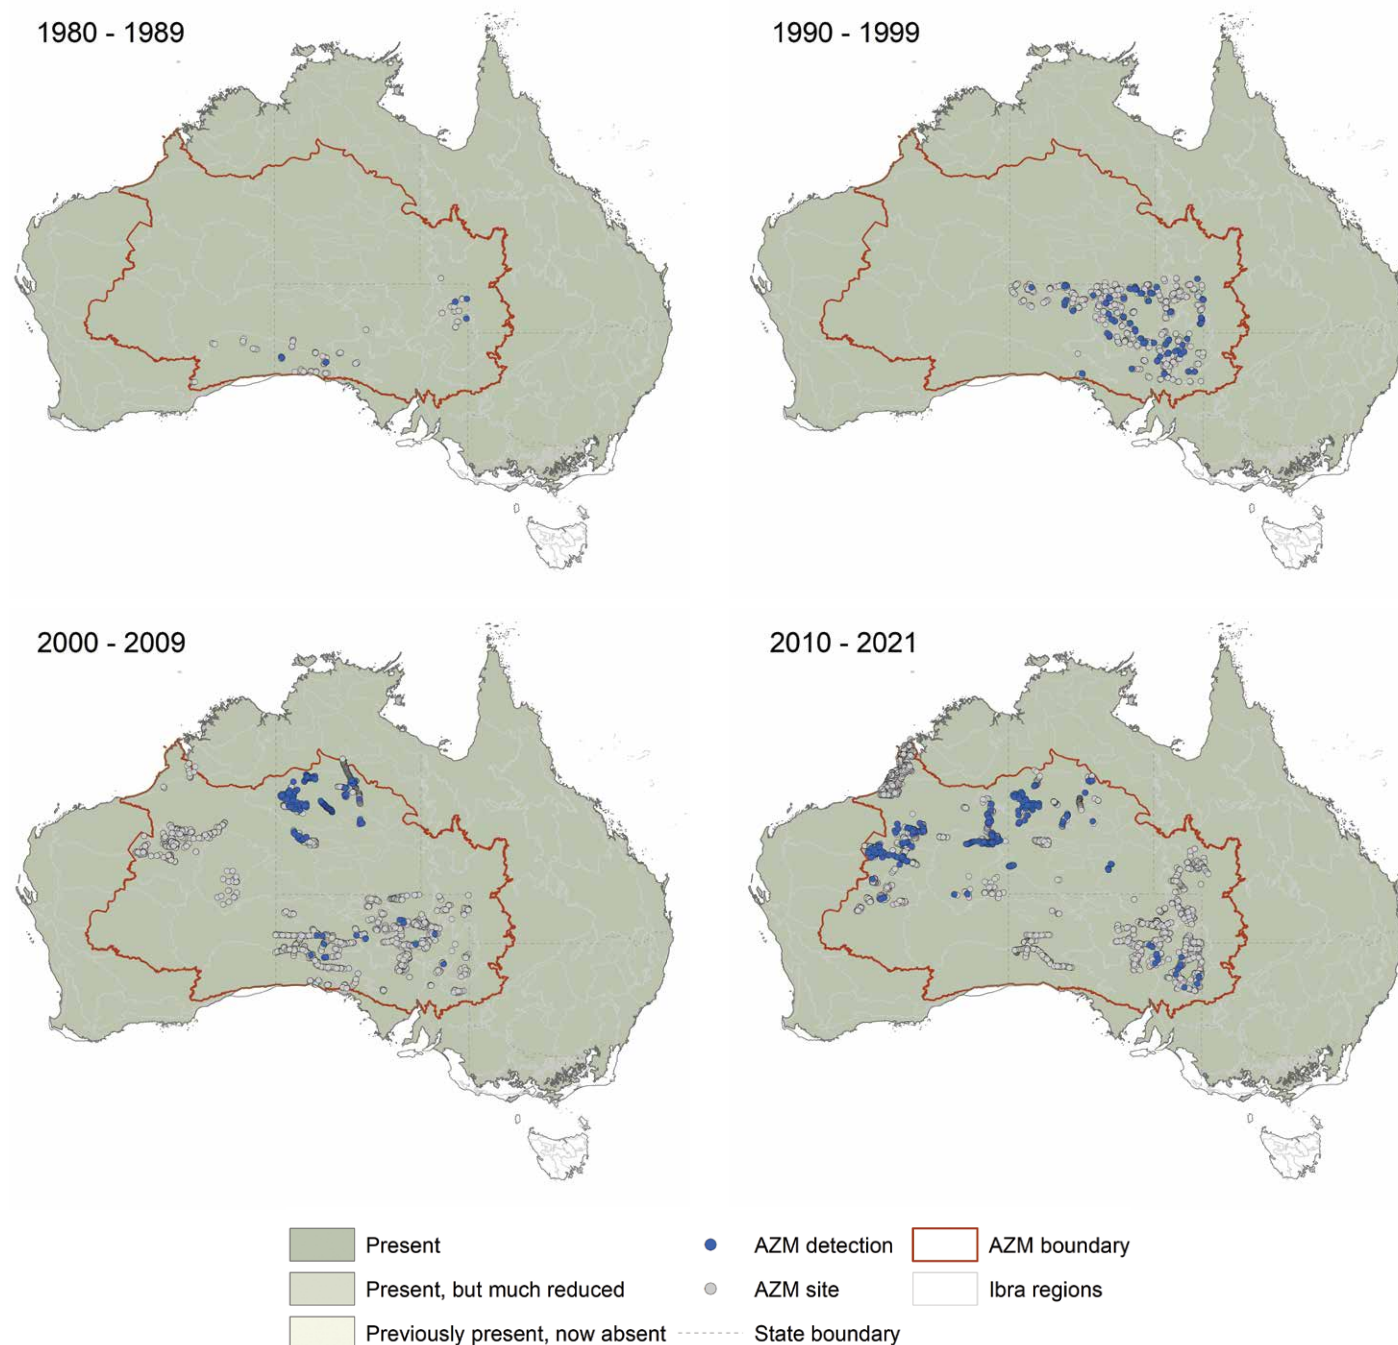 1980 - 1989
1990 - 1999
2000 - 2009
2010 - 2021
Present
AZM detection
AZM boundary
Present, but much reduced
AZM site
Ibra regions
Previously present, now absent
State boundary